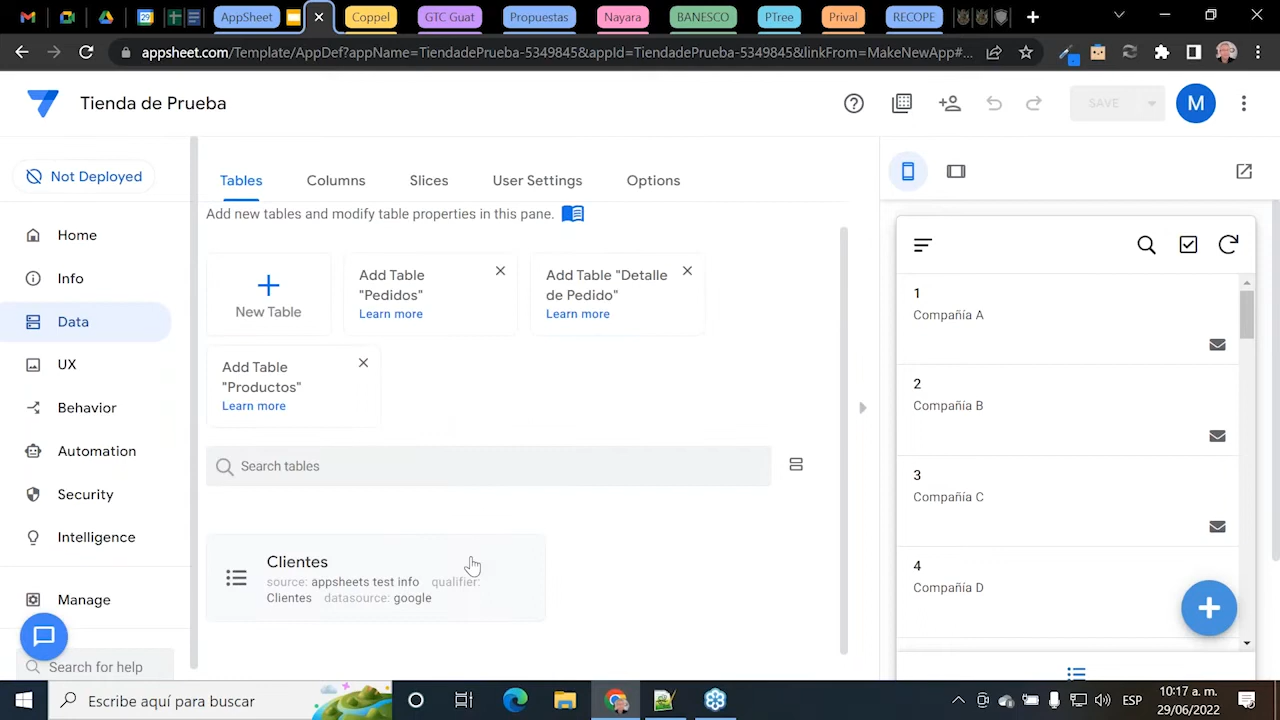 AppSheet
Coppel
GTC Guat
Propuestas
Nayara
BANESCO
PTree
Prival
RECOPE
appsheet.com/Template/AppDef?appName=TiendadePrueba-5349845&appId=TiendadePrueba-5349845&linkFrom=MakeNewApp#...
Tienda de Prueba
SAVE
M
Not Deployed
Home
Info
Data
UX
Behavior
Automation
Security
Intelligence
Manage
Search for help
Tables
Columns
Slices
User Settings
Options
Add new tables and modify table properties in this pane.
New Table
Add Table
"Pedidos"
Learn more
Add Table "Detalle
de Pedido"
Learn more
Add Table
"Productos"
Learn more
Search tables
Clientes
source: appsheets test info qualifier:
Clientes datasource: google
1
Compañía A
2
Compañía B
3
Compañía C
4
Compañía D
Escribe aquí para buscar
ESP
10:17 a. m.
29/06/2022